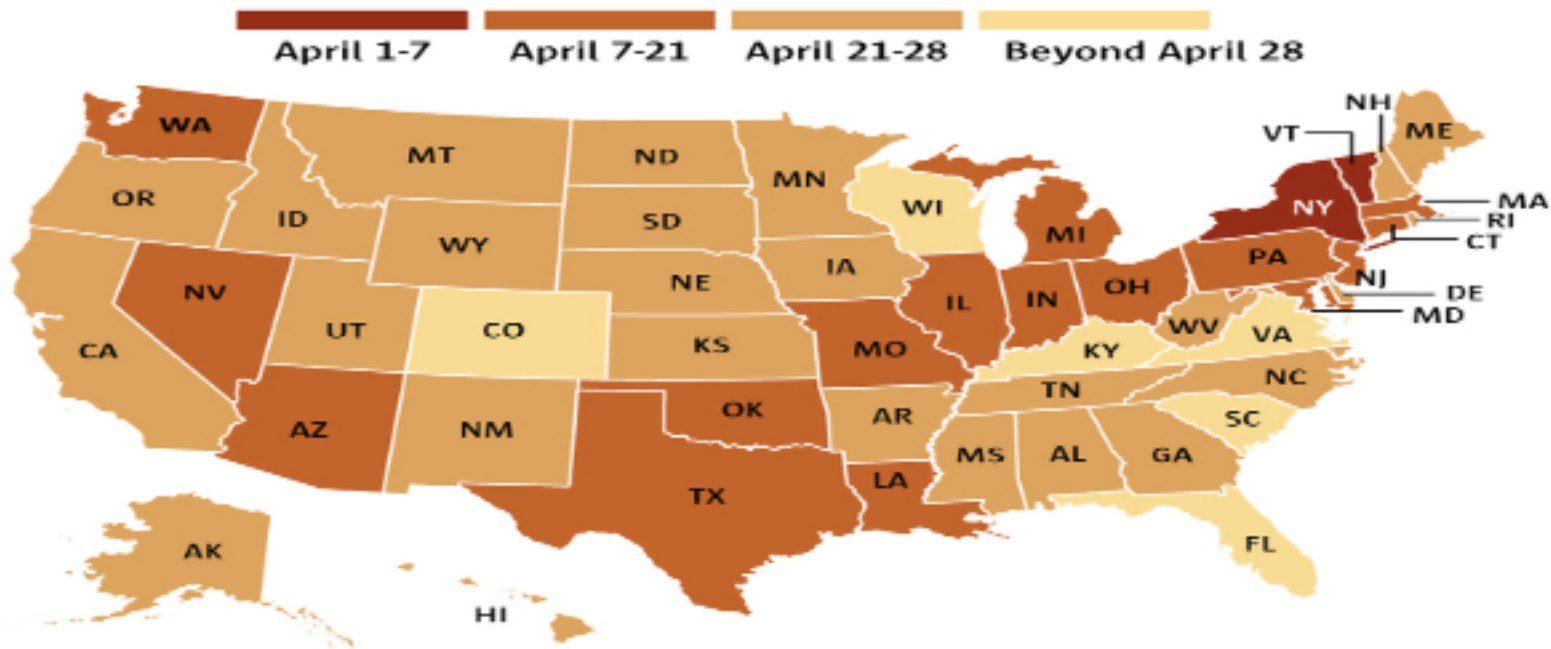 April 1-7
April 7-21
April 21-28
Beyond April 28
NH
VT
ME
WA
MT
ND
MN
OR
ID
SD
WI
NY
MA
RI
CT
WY
MI
IA
PA
NV
NE
IL
IN
OH
NJ
DE
MD
UT
CO
CA
KS
MO
WV
VA
KY
TN
NC
AZ
NM
OK
AR
SC
MS
AL
GA
TX
LA
AK
FL
HI